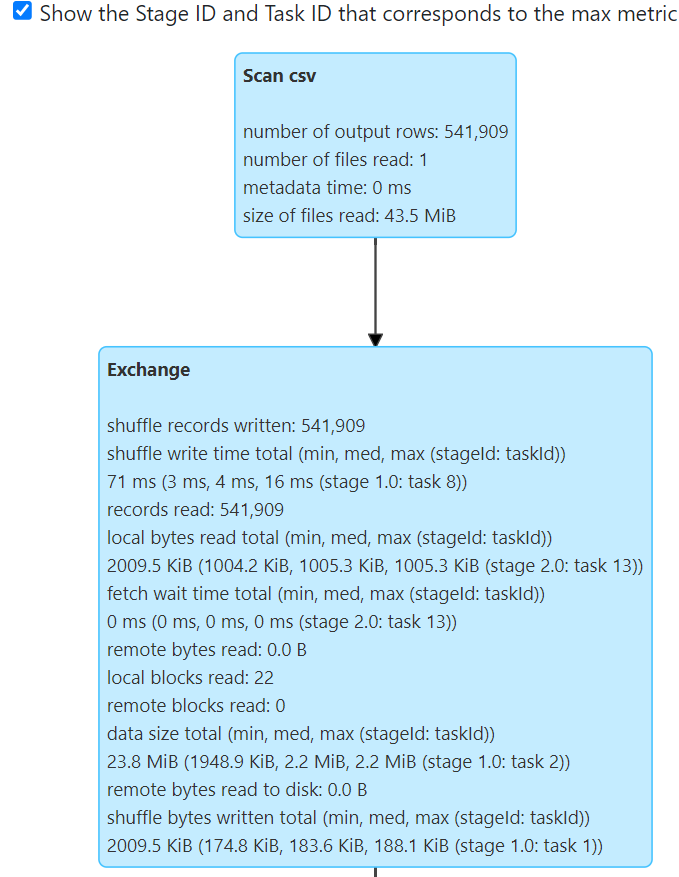 Show the Stage ID and Task ID that corresponds to the max metric
Scan csv
number of output rows: 541,909
number of files read: 1
metadata time: 0 ms
size of files read: 43.5 MiB
Exchange
shuffle records written: 541,909
shuffle write time total (min, med, max (stageId: taskId))
71 ms (3 ms, 4 ms, 16 ms (stage 1.0: task 8))
records read: 541,909
local bytes read total (min, med, max (stageId: taskId))
2009.5 KiB (1004.2 KiB, 1005.3 KiB, 1005.3 KiB (stage 2.0: task 13))
fetch wait time total (min, med, max (stageId: taskId))
0 ms (0 ms, 0 ms, 0 ms (stage 2.0: task 13))
remote bytes read: 0.0 B
local blocks read: 22
remote blocks read: 0
data size total (min, med, max (stageId: taskId))
23.8 MiB (1948.9 KiB, 2.2 MiB, 2.2 MiB (stage 1.0: task 2))
remote bytes read to disk: 0.0 B
shuffle bytes written total (min, med, max (stageId: taskId))
2009.5 KiB (174.8 KiB, 183.6 KiB, 188.1 KiB (stage 1.0: task 1))